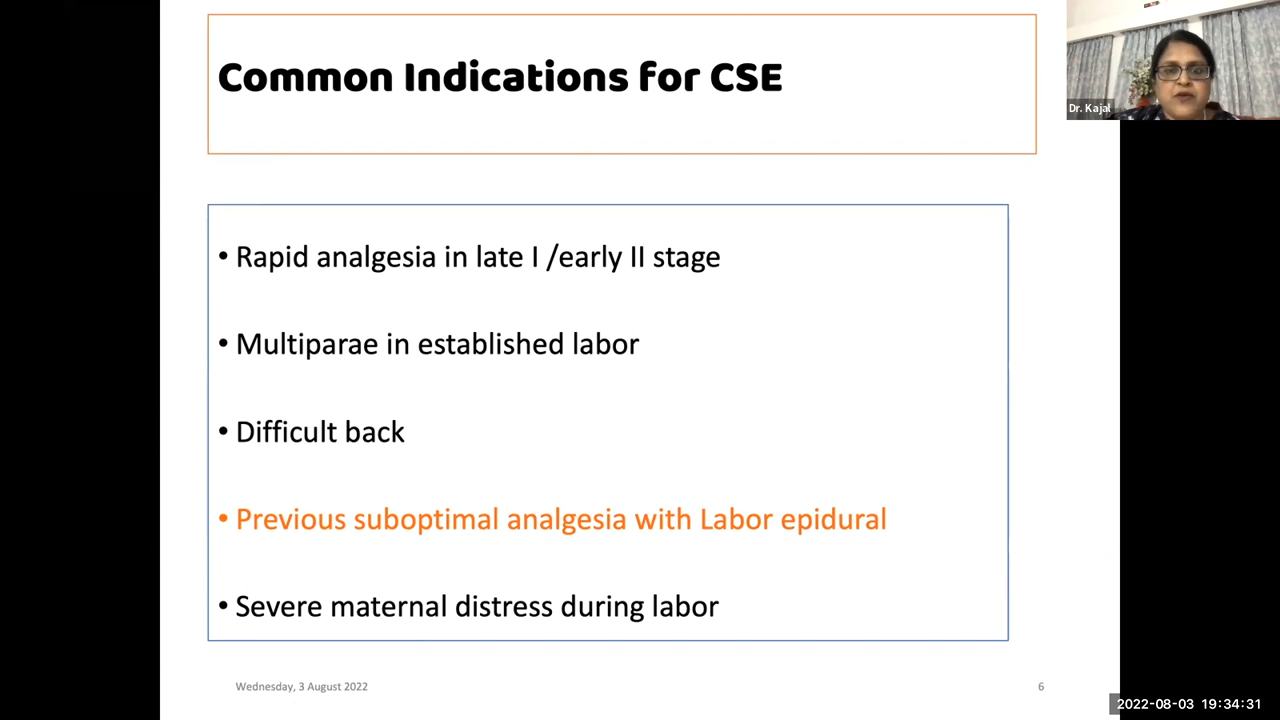 Common Indications for CSE
Dr. Kajal
• Rapid analgesia in late I /early II stage
• Multiparae in established labor
• Difficult back
• Previous suboptimal analgesia with Labor epidural
• Severe maternal distress during labor
Wednesday, 3 August 2022
6
2022-08-03 19:34:31